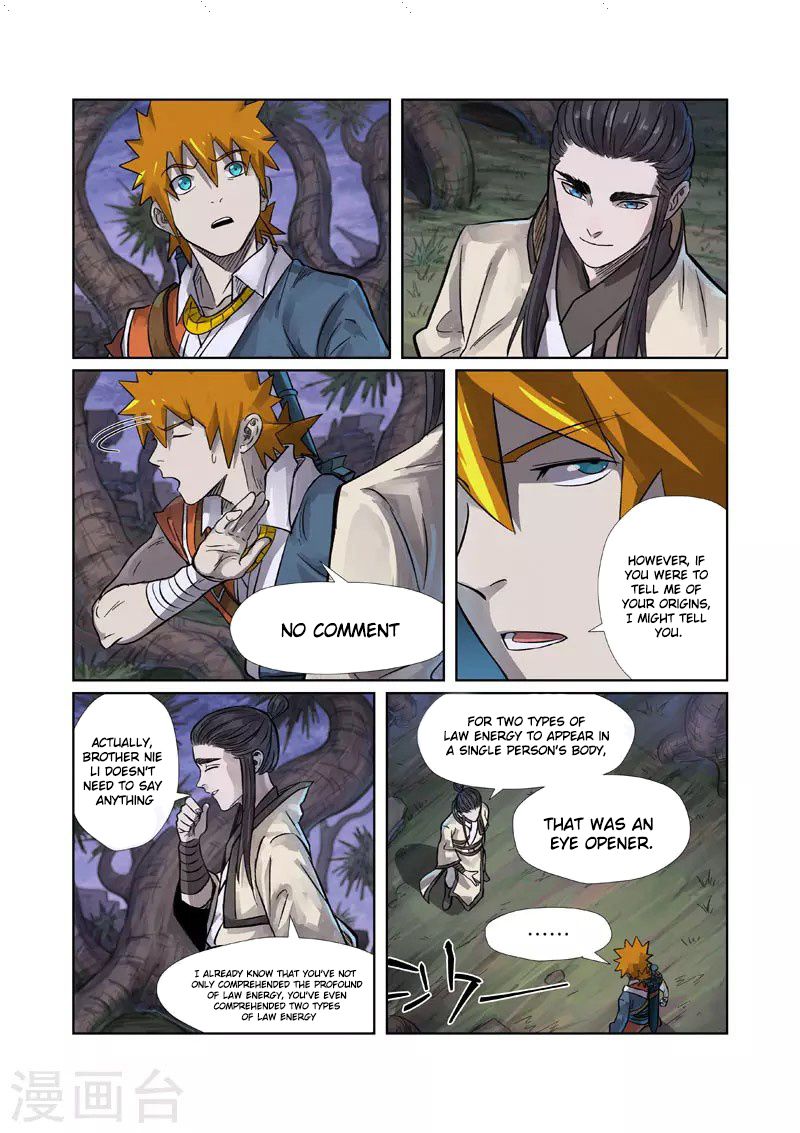 NO COMMENT
HOWEVER, IF
YOU WERE TO
TELL ME OF
YOUR ORIGINS,
I MIGHT TELL
YOU.
ACTUALLY,
BROTHER NIE
LI DOESN'T
NEED TO SAY
ANYTHING
I ALREADY KNOW THAT YOU'VE NOT
ONLY COMPREHENDED THE PROFOUND
OF LAW ENERGY, YOU'VE EVEN
COMPREHENDED TWO TYPES
OF LAW ENERGY
FOR TWO TYPES OF
LAW ENERGY TO APPEAR IN
A SINGLE PERSON'S BODY,
THAT WAS AN
EYE OPENER.
......
漫画台